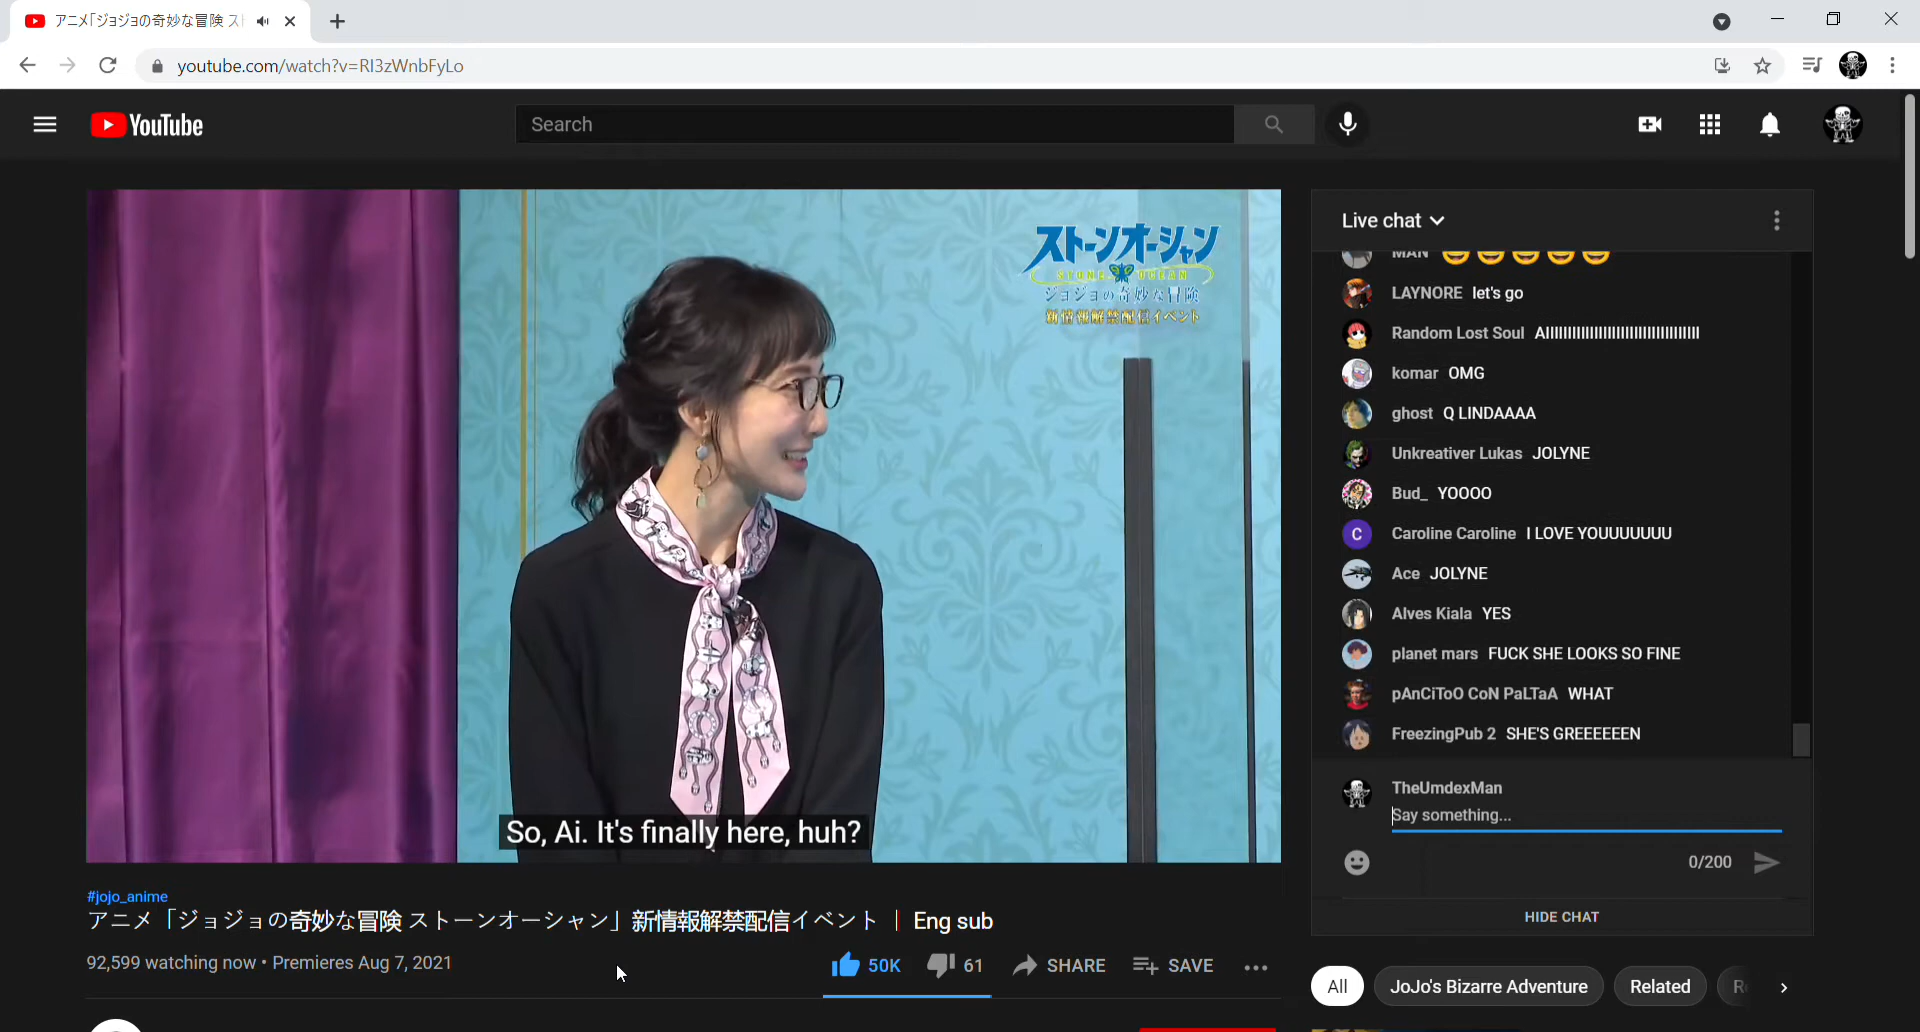 アニメ「ジョジョの奇妙な冒険 ス
youtube.com/watch?v=RI3zWnbFyLo
YouTube
Search
ストーンオーシャン
STONE OCEAN
ジョジョの奇妙な冒険
新情報解禁配信イベント
So, Ai. It's finally here, huh?
#jojo_anime
アニメ「ジョジョの奇妙な冒険 ストーンオーシャン」新情報解禁配信イベント | Eng sub
92,599 watching now • Premieres Aug 7, 2021
50K 61 SHARE SAVE
Live chat
MAN
LAYNORE let's go
Random Lost Soul
komar OMG
ghost Q LINDAAAA
Unkreativer Lukas JOLYNE
Bud_ YOOOO
C Caroline Caroline I LOVE YOUUUUUUU
Ace JOLYNE
Alves Kiala YES
planet mars FUCK SHE LOOKS SO FINE
pAnCiToO CoN PaLTaA WHAT
FreezingPub 2 SHE'S GREEEEEEN
TheUmdexMan
Say something...
0/200
HIDE CHAT
All JoJo's Bizarre Adventure Related